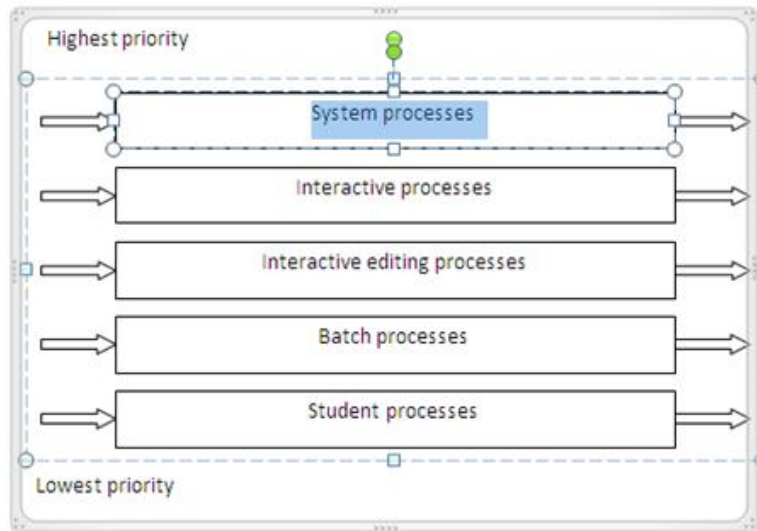 Highest priority
System processes
Interactive processes
Interactive editing processes
Batch processes
Student processes
Lowest priority